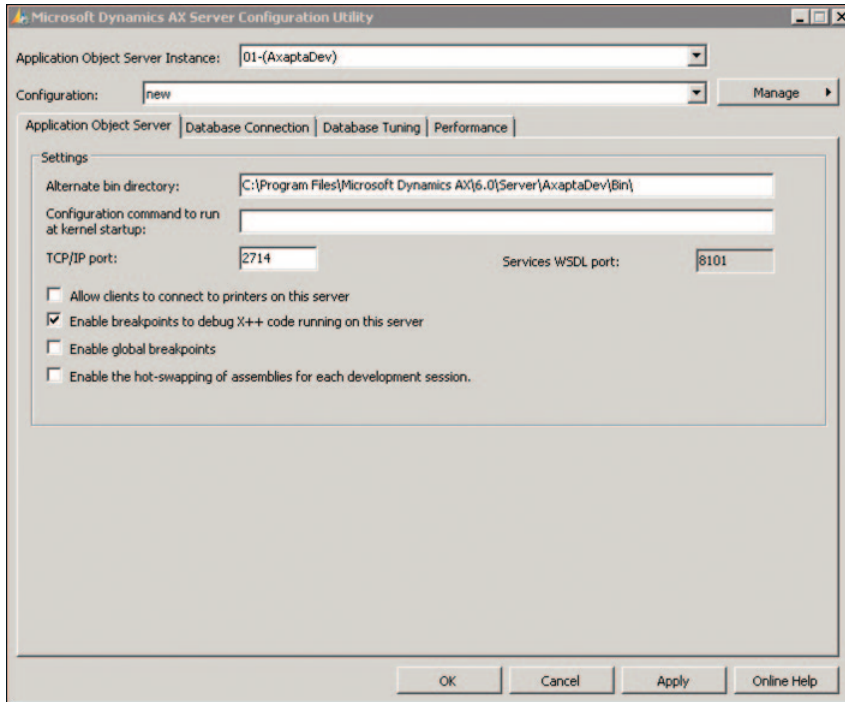 Microsoft Dynamics AX Server Configuration Utility
Application Object Server Instance: 01-(AxaptaDev)
Configuration: new Manage
Application Object Server Database Connection Database Tuning Performance
Settings
Alternate bin directory: C:\Program Files\Microsoft Dynamics AX\6.0\Server\AxaptaDev\Bin\
Configuration command to run
at kernel startup:
TCP/IP port: 2714 Services WSDL port: 8101
Allow clients to connect to printers on this server
Enable breakpoints to debug X++ code running on this server
Enable global breakpoints
Enable the hot-swapping of assemblies for each development session.
OK Cancel Apply Online Help